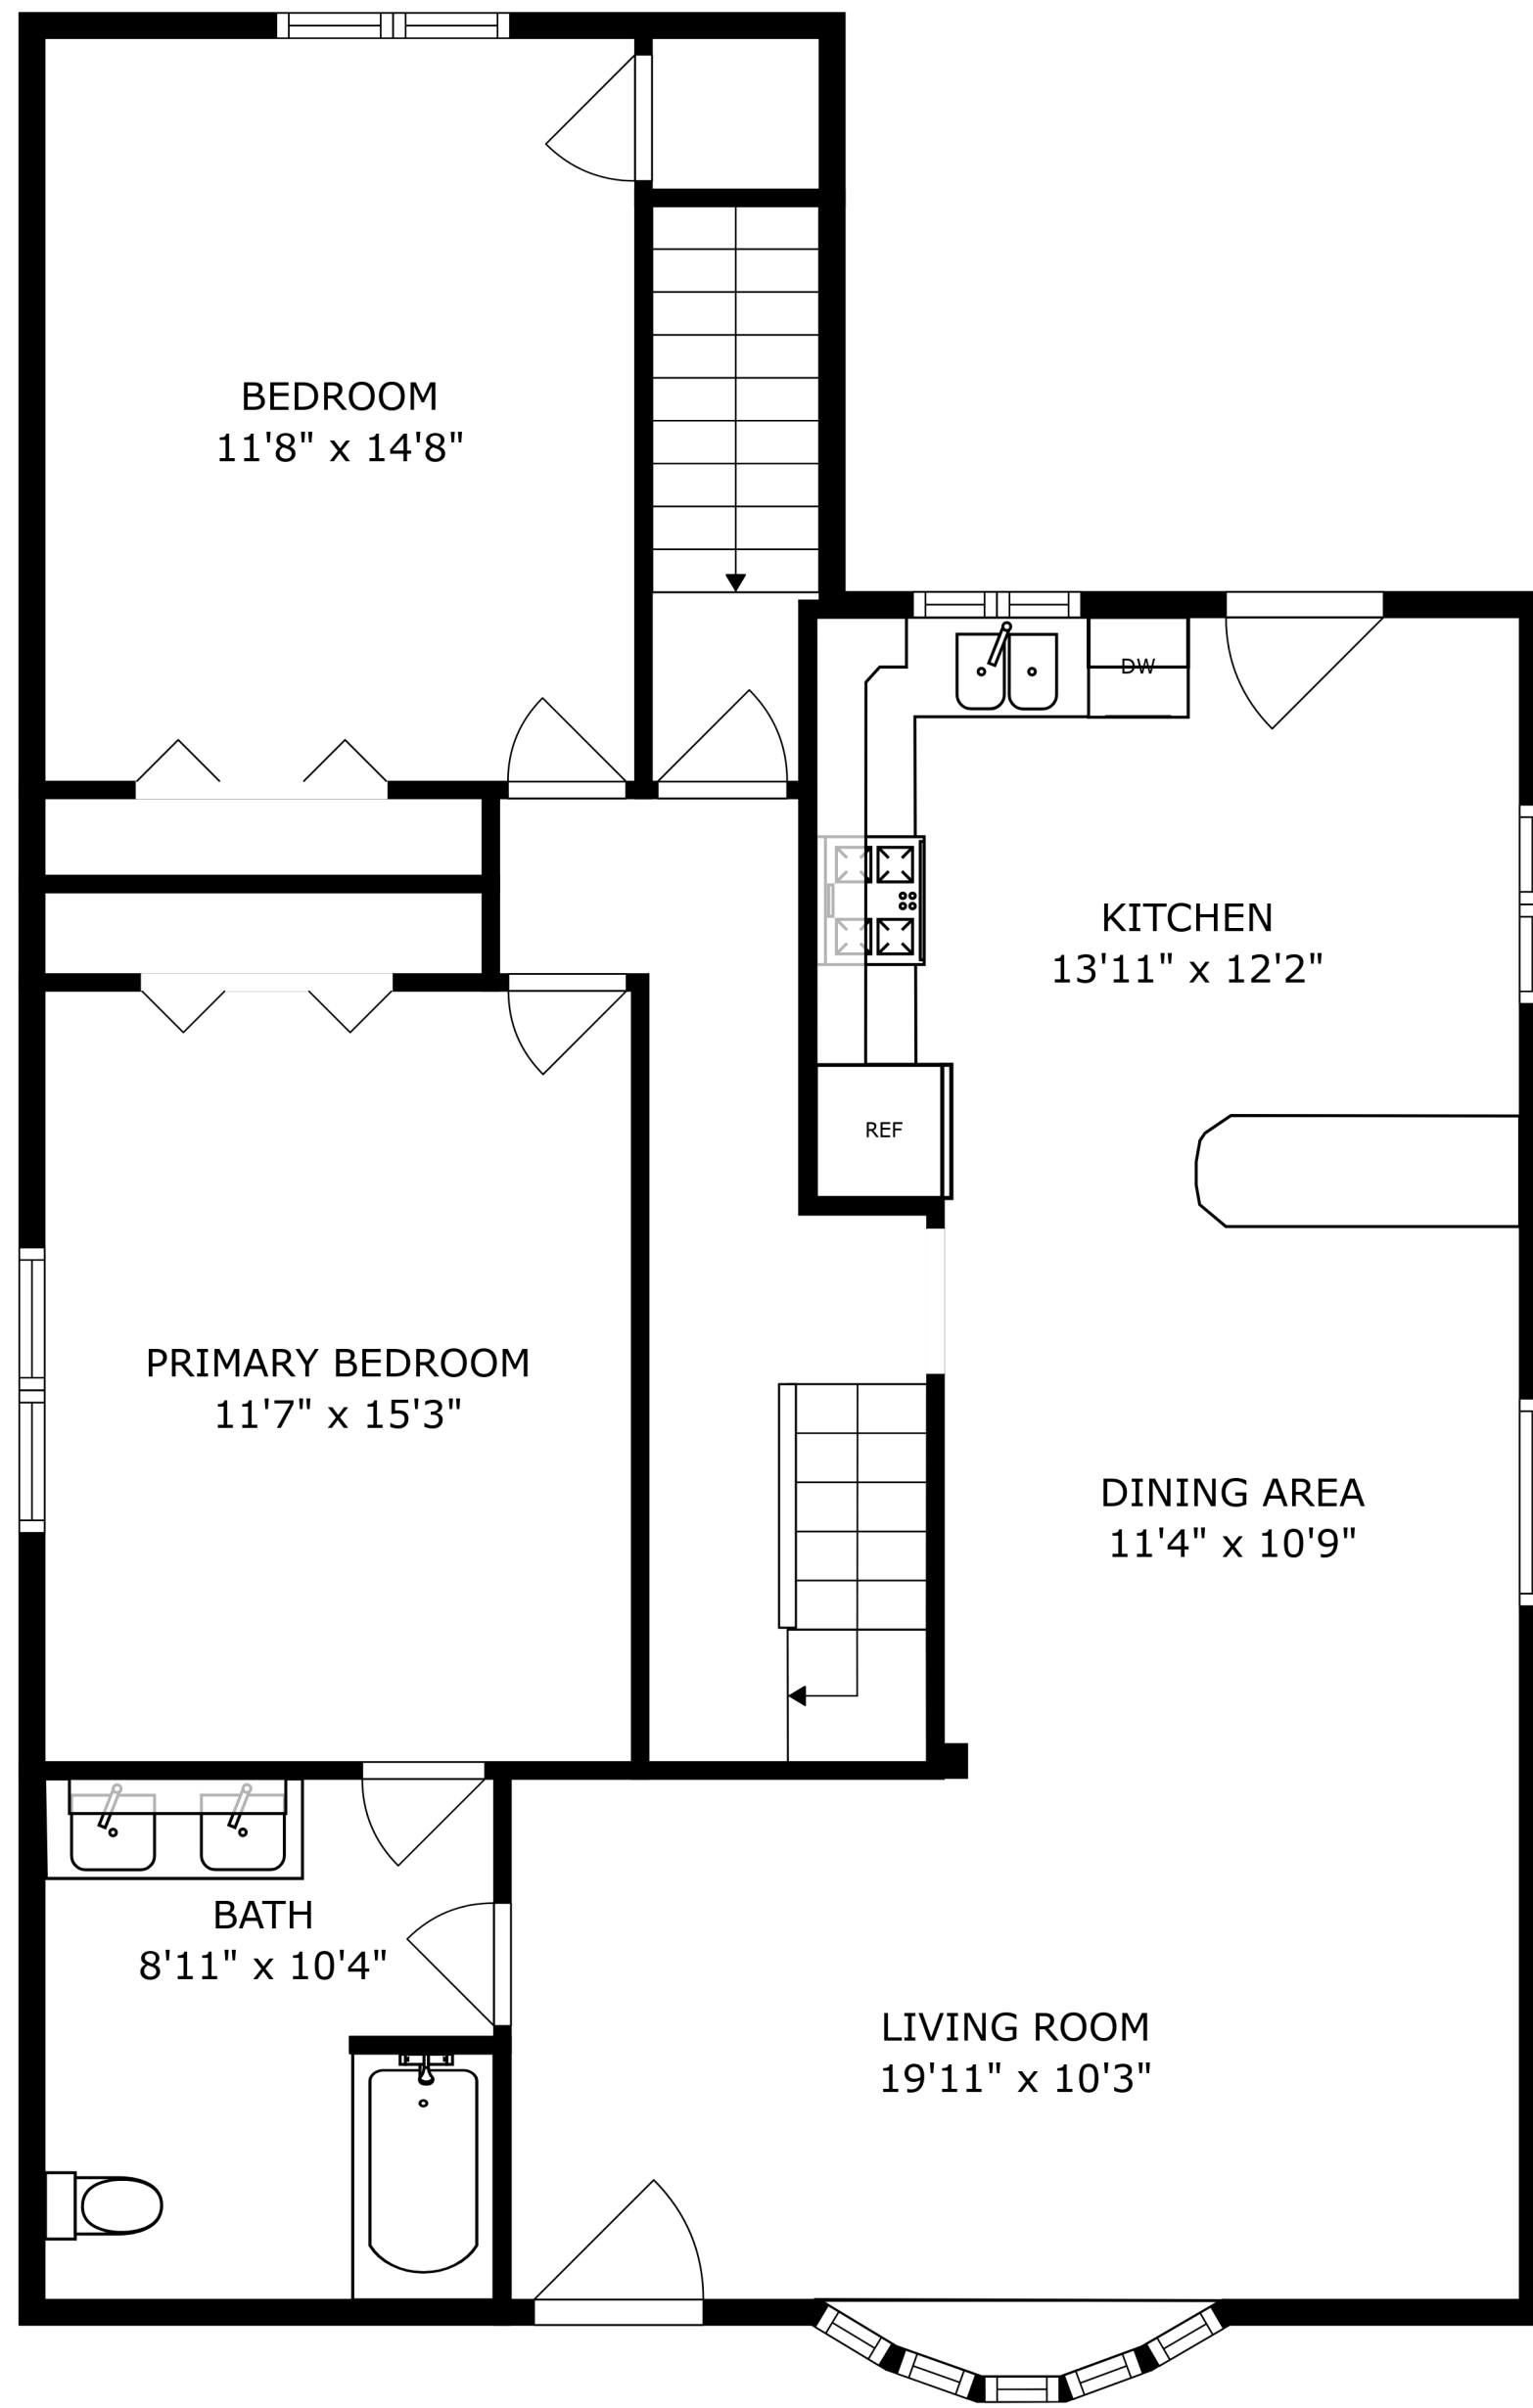 BEDROOM
11'8" x 14'8"
DW
KITCHEN
13'11" x 12'2"
REF
PRIMARY BEDROOM
11'7" x 15'3"
DINING AREA
11'4" x 10'9"
BATH
8'11" x 10'4"
LIVING ROOM
19'11" x 10'3"